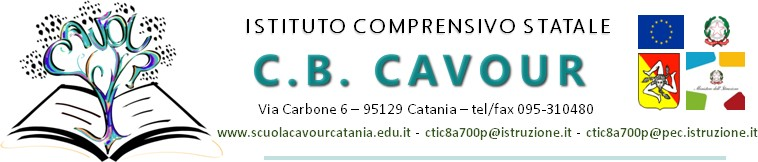 CAVOUR
ISTITUTO COMPRENSIVO STATALE
C.B. CAVOUR
Via Carbone 6 – 95129 Catania – tel/fax 095-310480
www.scuolacavourcatania.edu.it - ctic8a700p@istruzione.it - ctic8a700p@pec.istruzione.it